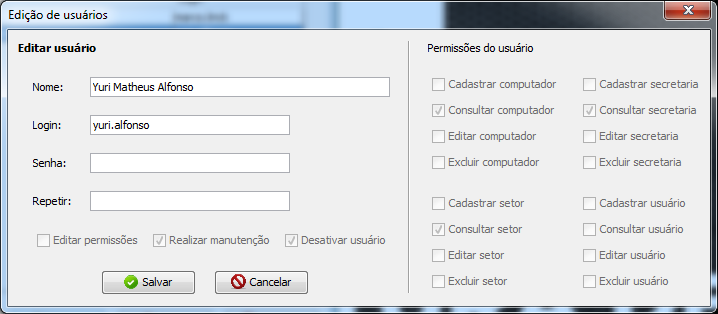 Edição de usuários
Editar usuário
Nome: Yuri Matheus Alfonso
Login: yuri.alfonso
Senha:
Repetir:
Editar permissões Realizar manutenção Desativar usuário
Salvar Cancelar
Permissões do usuário
Cadastrar computador Cadastrar secretaria
Consultar computador Consultar secretaria
Editar computador Editar secretaria
Excluir computador Excluir secretaria
Cadastrar setor Cadastrar usuário
Consultar setor Consultar usuário
Editar setor Editar usuário
Excluir setor Excluir usuário